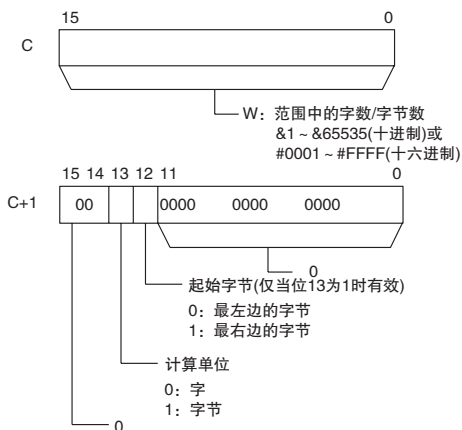 15 0
C
W：范围中的字数/字节数
&1～&65535(十进制)或
#0001～#FFFF(十六进制)
15 14 13 12 11 0
C+1 00 0000 0000 0000
0
起始字节(仅当位13为1时有效)
0：最左边的字节
1：最右边的字节
计算单位
0：字
1：字节
0